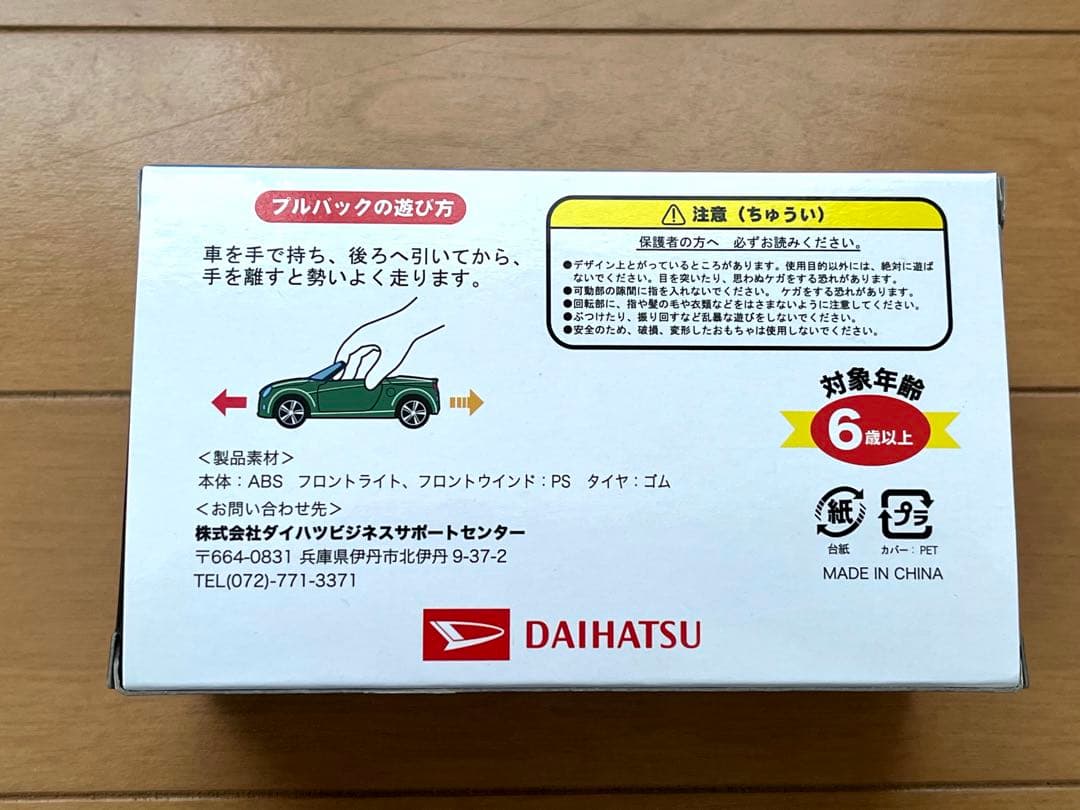 プルバックの遊び方
車を手で持ち、後ろへ引いてから、
手を離すと勢いよく走ります。
⚠ 注意（ちゅうい）
保護者の方へ　必ずお読みください。
●デザイン上とがっているところがあります。使用目的以外には、絶対に遊ば
ないでください。目を突いたり、思わぬケガをする恐れがあります。
●可動部の隙間に指を入れないでください。 ケガをする恐れがあります。
●回転部に、指や髪の毛や衣類などをはさまないように注意してください。
●ぶつけたり、振り回すなど乱暴な遊びをしないでください。
●安全のため、破損、変形したおもちゃは使用しないでください。
対象年齢
6歳以上
＜製品素材＞
本体：ABS　フロントライト、フロントウインド：PS　タイヤ：ゴム
＜お問い合わせ先＞
株式会社ダイハツビジネスサポートセンター
〒664-0831 兵庫県伊丹市北伊丹 9-37-2
TEL(072)-771-3371
紙
台紙
プラ
カバー：PET
MADE IN CHINA
DAIHATSU